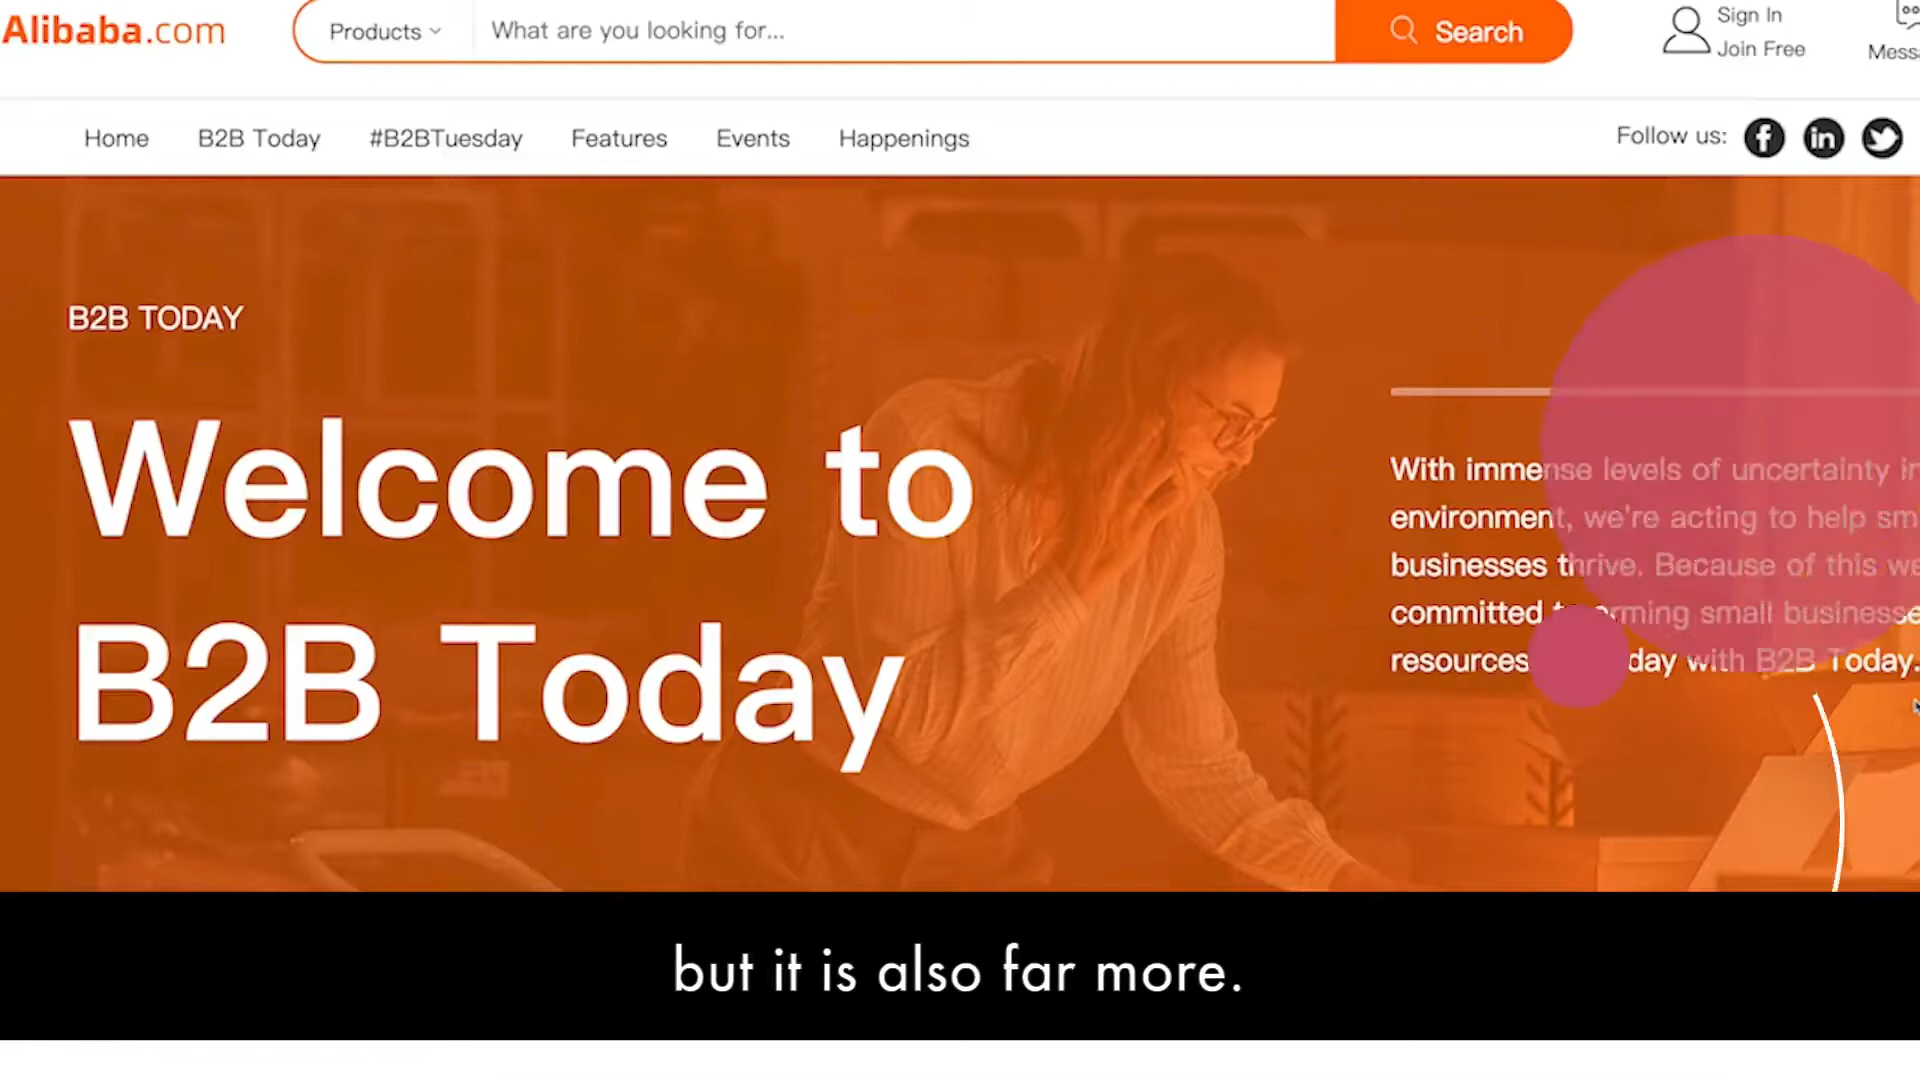 Alibaba.com
Products
What are you looking for...
Search
Sign In
Join Free
Home
B2B Today
#B2BTuesday
Features
Events
Happenings
Follow us:
B2B TODAY
Welcome to
B2B Today
With immense levels of uncertainty
environment, we're acting to help
businesses thrive. Because of this
committed arming small
resources day with B2B Today.
but it is also far more.